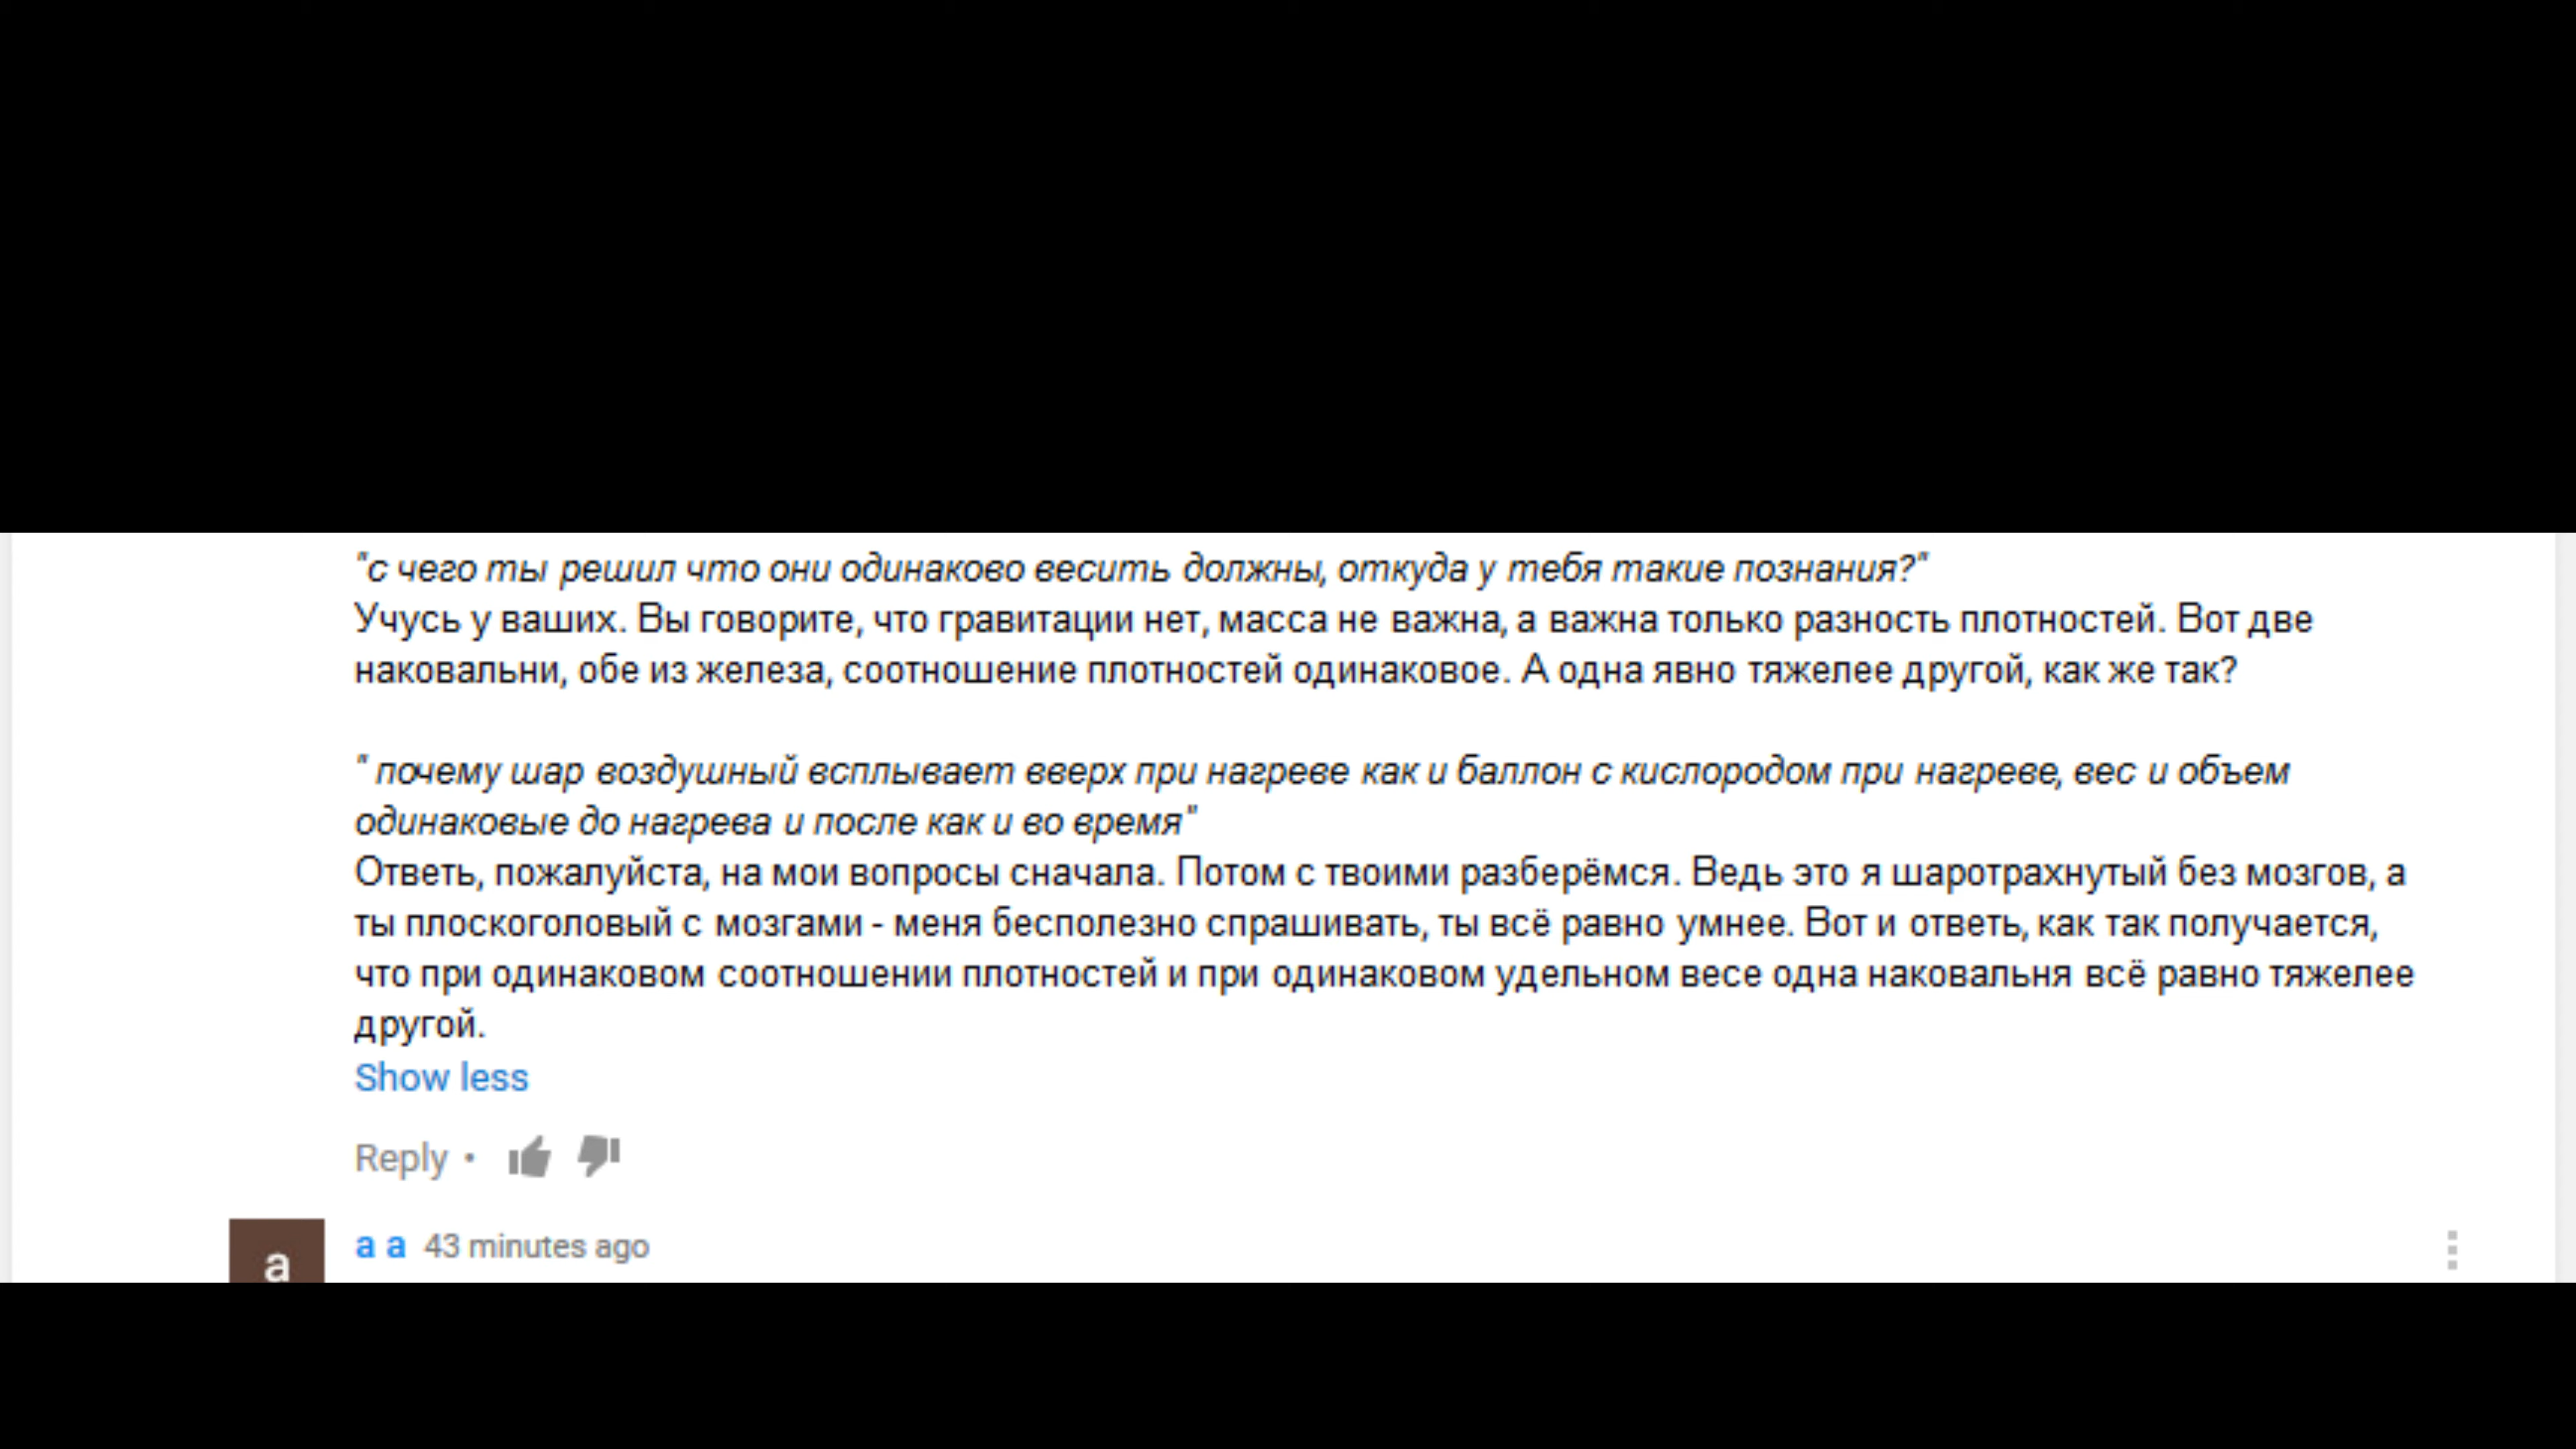 "с чего ты решил что они одинаково весить должны, откуда у тебя такие познания?"
Учусь у ваших. Вы говорите, что гравитации нет, масса не важна, а важна только разность плотностей. Вот две
наковальни, обе из железа, соотношение плотностей одинаковое. А одна явно тяжелее другой, как же так?
" почему шар воздушный всплывает вверх при нагреве как и баллон с кислородом при нагреве, вес и объем
одинаковые до нагрева и после как и во время"
Ответь, пожалуйста, на мои вопросы сначала. Потом с твоими разберёмся. Ведь это я шаротрахнутый без мозгов, а
ты плоскоголовый с мозгами - меня бесполезно спрашивать, ты всё равно умнее. Вот и ответь, как так получается,
что при одинаковом соотношении плотностей и при одинаковом удельном весе одна наковальня всё равно тяжелее
другой.
Show less
Reply •
a a 43 minutes ago
a